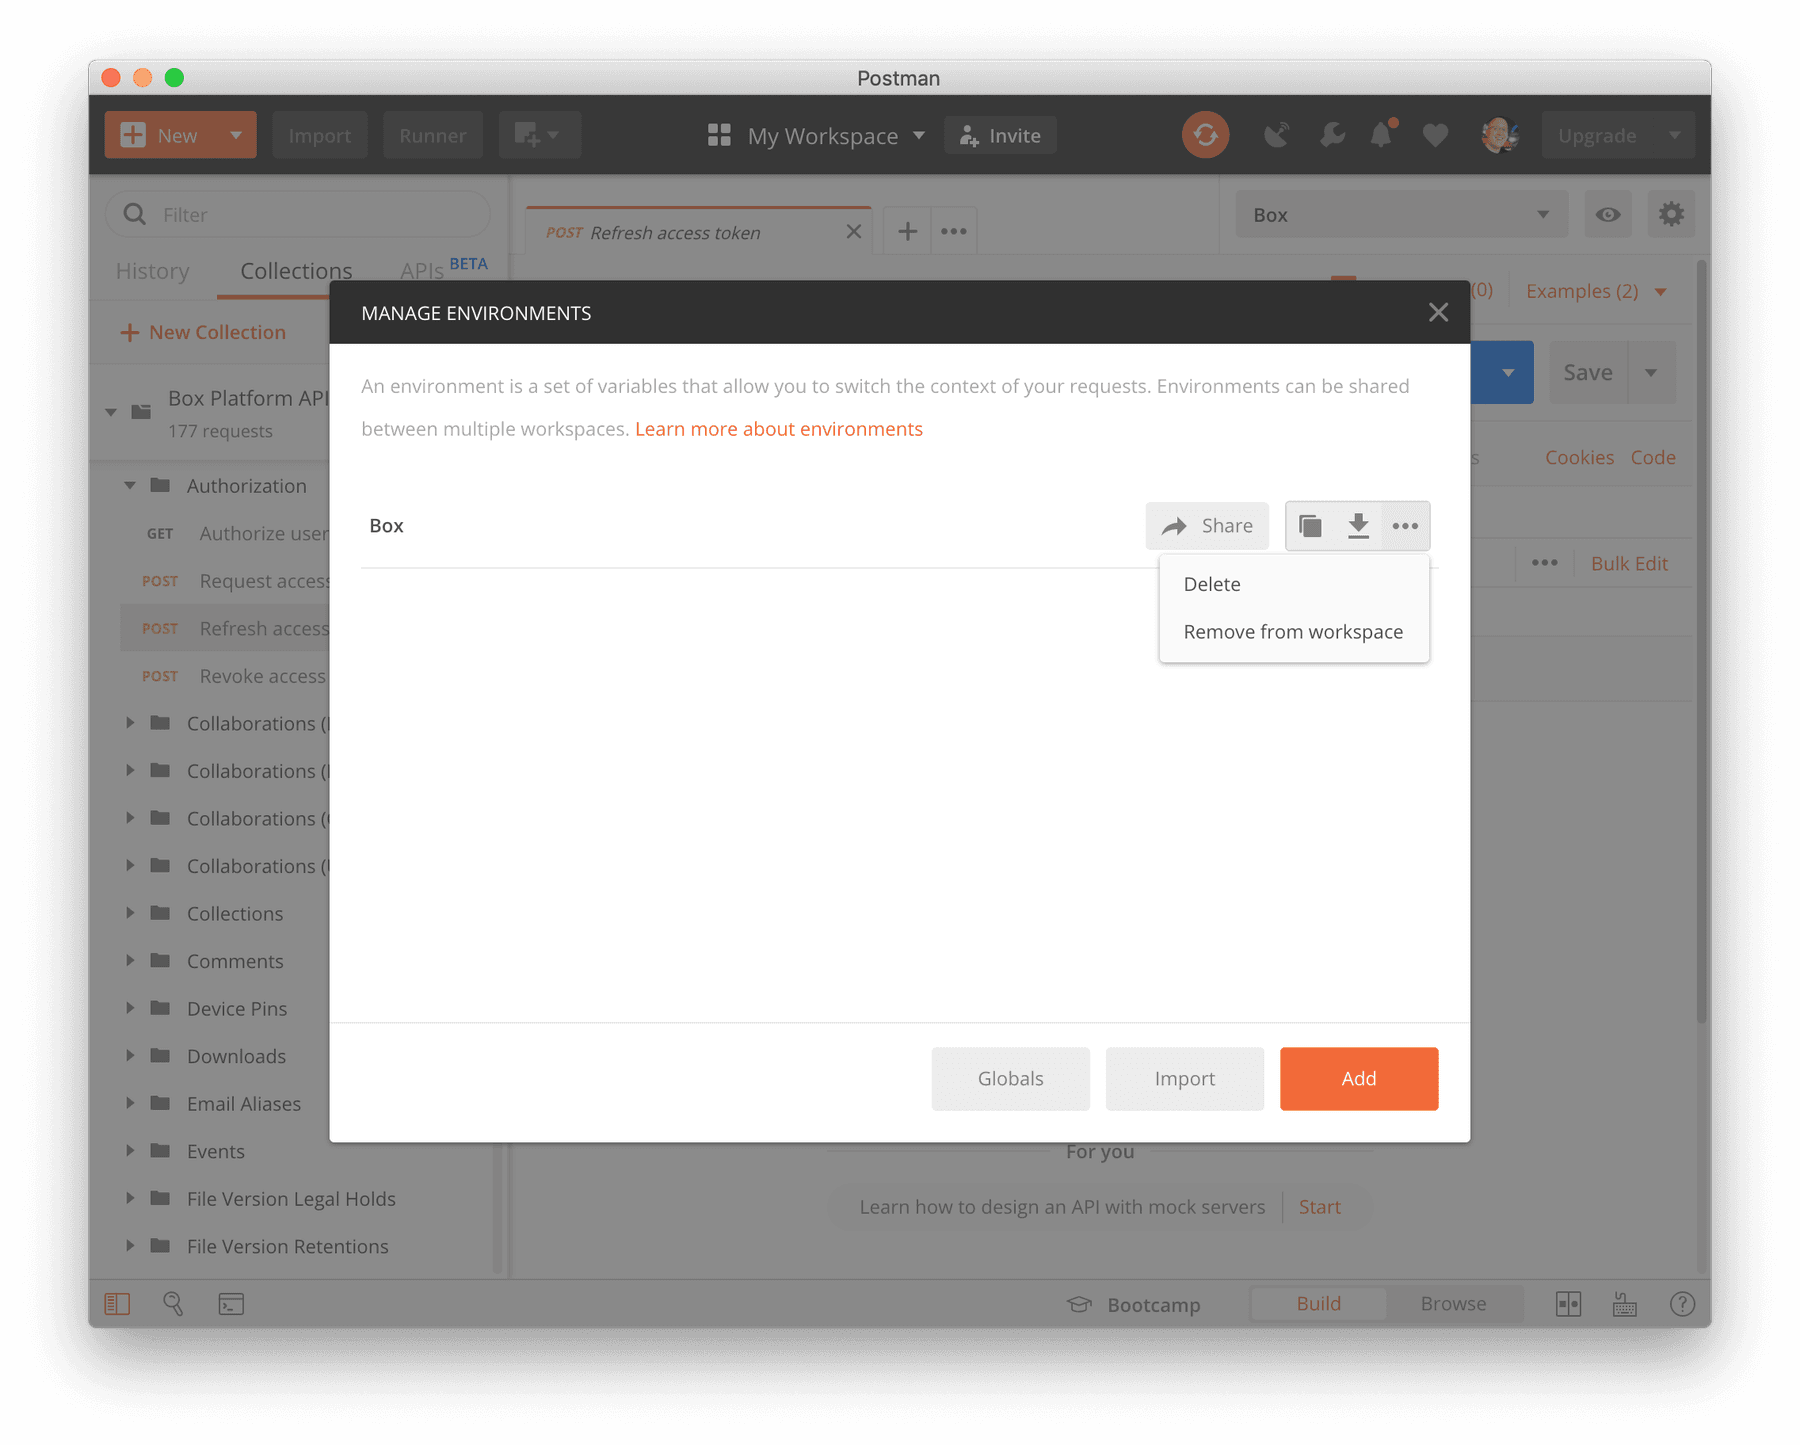 Postman
New
Import
Runner
My Workspace
Invite
Upgrade
Filter
POST Refresh access token
Box
History
Collections
APIs BETA
(0)
Examples (2)
MANAGE ENVIRONMENTS
New Collection
An environment is a set of variables that allow you to switch the context of your requests. Environments can be shared
between multiple workspaces. Learn more about environments
Save
Box Platform API
177 requests
s
Cookies
Code
Authorization
GET Authorize user
Box
Share
Bulk Edit
POST Request access
Delete
POST Refresh access
Remove from workspace
POST Revoke access
Collaborations (
Collaborations (
Collaborations (
Collaborations (
Collections
Comments
Device Pins
Downloads
Globals
Import
Add
Email Aliases
Events
For you
File Version Legal Holds
Learn how to design an API with mock servers
Start
File Version Retentions
Bootcamp
Build
Browse